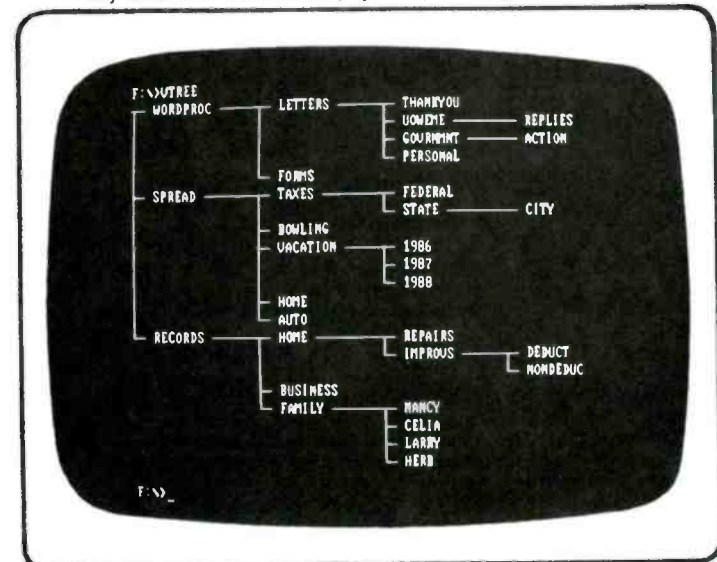 F:\>VTREE
WORDPROC LETTERS THANKYOU
UOWEME REPLIES
GOVRNMNT ACTION
PERSONAL
FORMS
SPREAD TAXES FEDERAL
STATE CITY
BOWLING
VACATION 1986
1987
1988
HOME
AUTO
RECORDS HOME REPAIRS
IMPROVS DEDUCT
NONDEDUC
BUSINESS
FAMILY NANCY
CELIA
LARRY
HERB
F:\>_